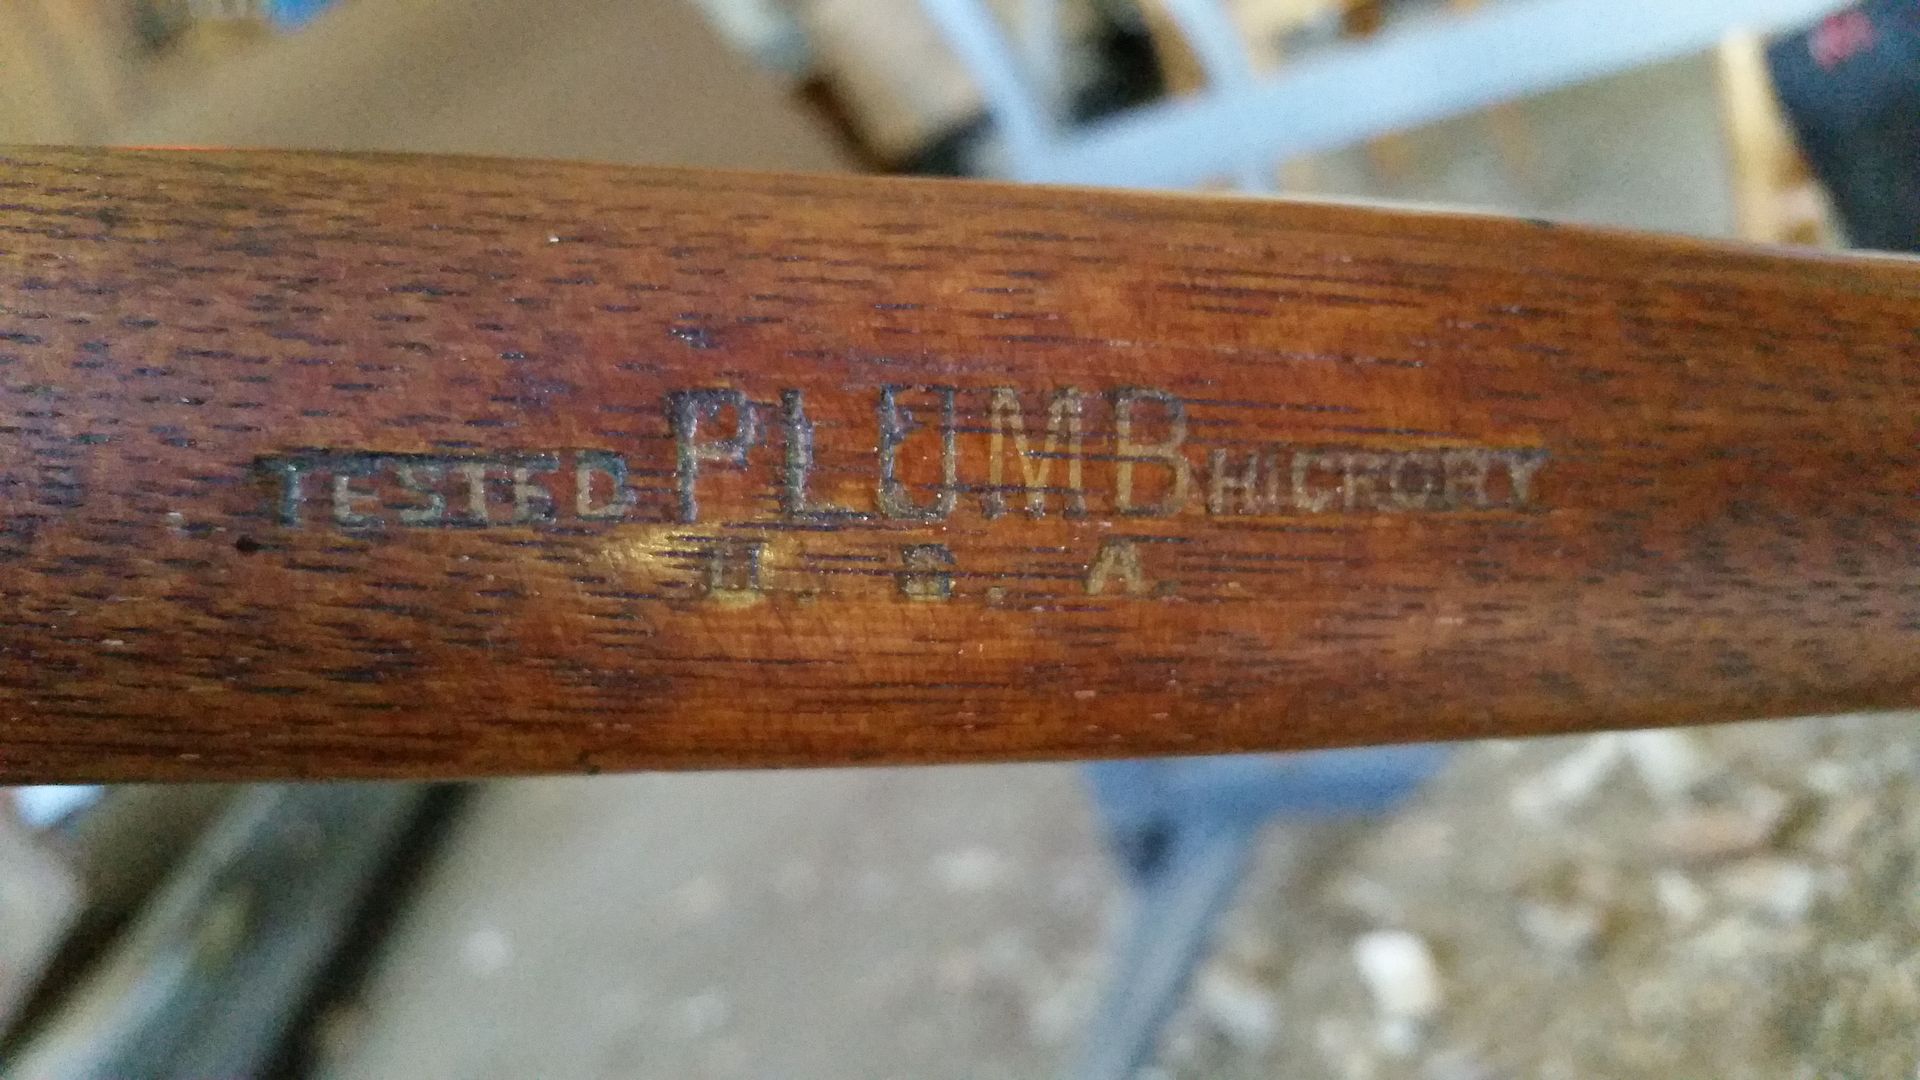 TESTED PLUMB HICKORY
U. S. A.